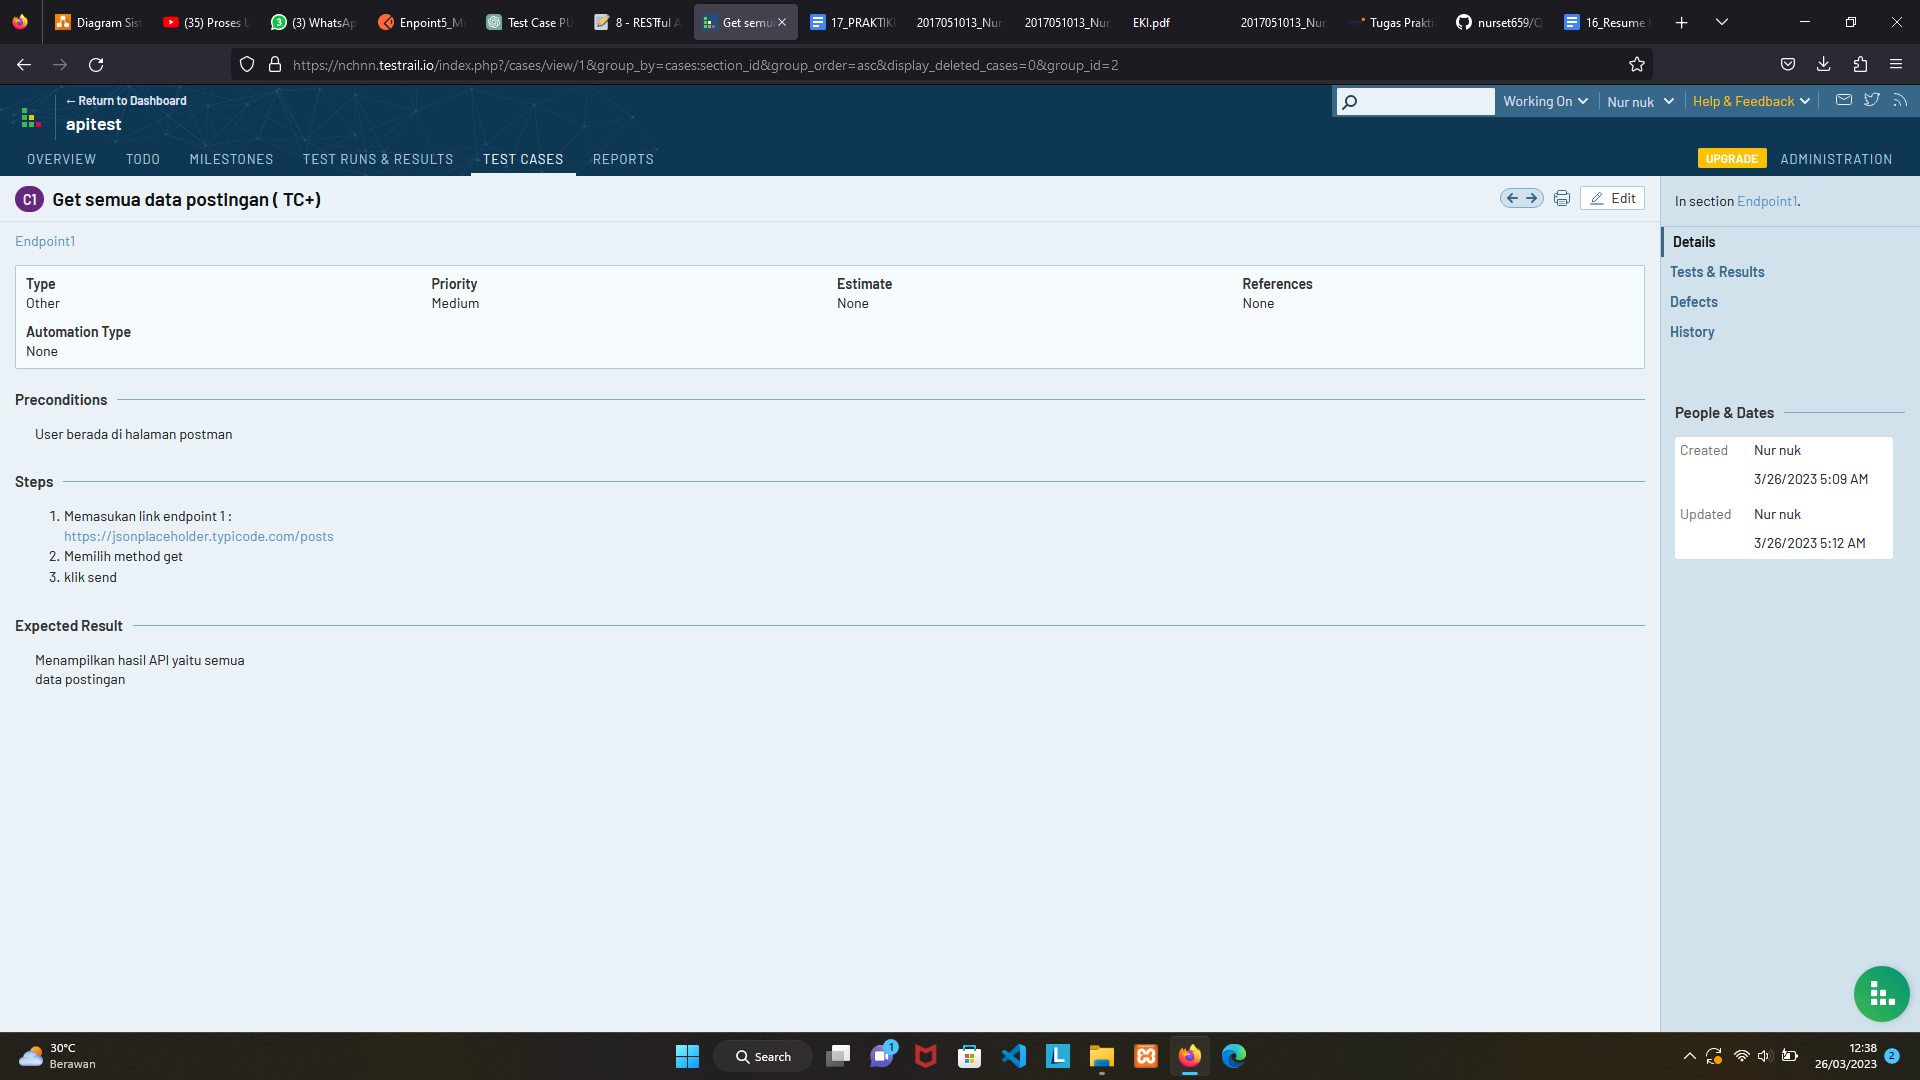 Diagram Sis
(35) Proses U
(3) WhatsAp
Enpoint5_Me
Test Case PU
8 - RESTful A
Get semua
17_PRAKTIK
2017051013_Nur
2017051013_Nur
EKI.pdf
2017051013_Nur
Tugas Prakti
nurset659/Q
16_Resume
https://nchnn.testrail.io/index.php?/cases/view/1&group_by=cases:section_id&group_order=asc&display_deleted_cases=0&group_id=2
← Return to Dashboard
apitest
Working On
Nur nuk
Help & Feedback
OVERVIEW
TODO
MILESTONES
TEST RUNS & RESULTS
TEST CASES
REPORTS
UPGRADE
ADMINISTRATION
C1
Get semua data postingan ( TC+)
Edit
In section Endpoint1.
Endpoint1
Details
Tests & Results
Defects
History
Type
Other
Priority
Medium
Estimate
None
References
None
Automation Type
None
Preconditions
User berada di halaman postman
Steps
1. Memasukan link endpoint 1 :
https://jsonplaceholder.typicode.com/posts
2. Memilih method get
3. klik send
Expected Result
Menampilkan hasil API yaitu semua
data postingan
People & Dates
Created
Nur nuk
3/26/2023 5:09 AM
Updated
Nur nuk
3/26/2023 5:12 AM
30°C
Berawan
Search
1
12:38
26/03/2023
2